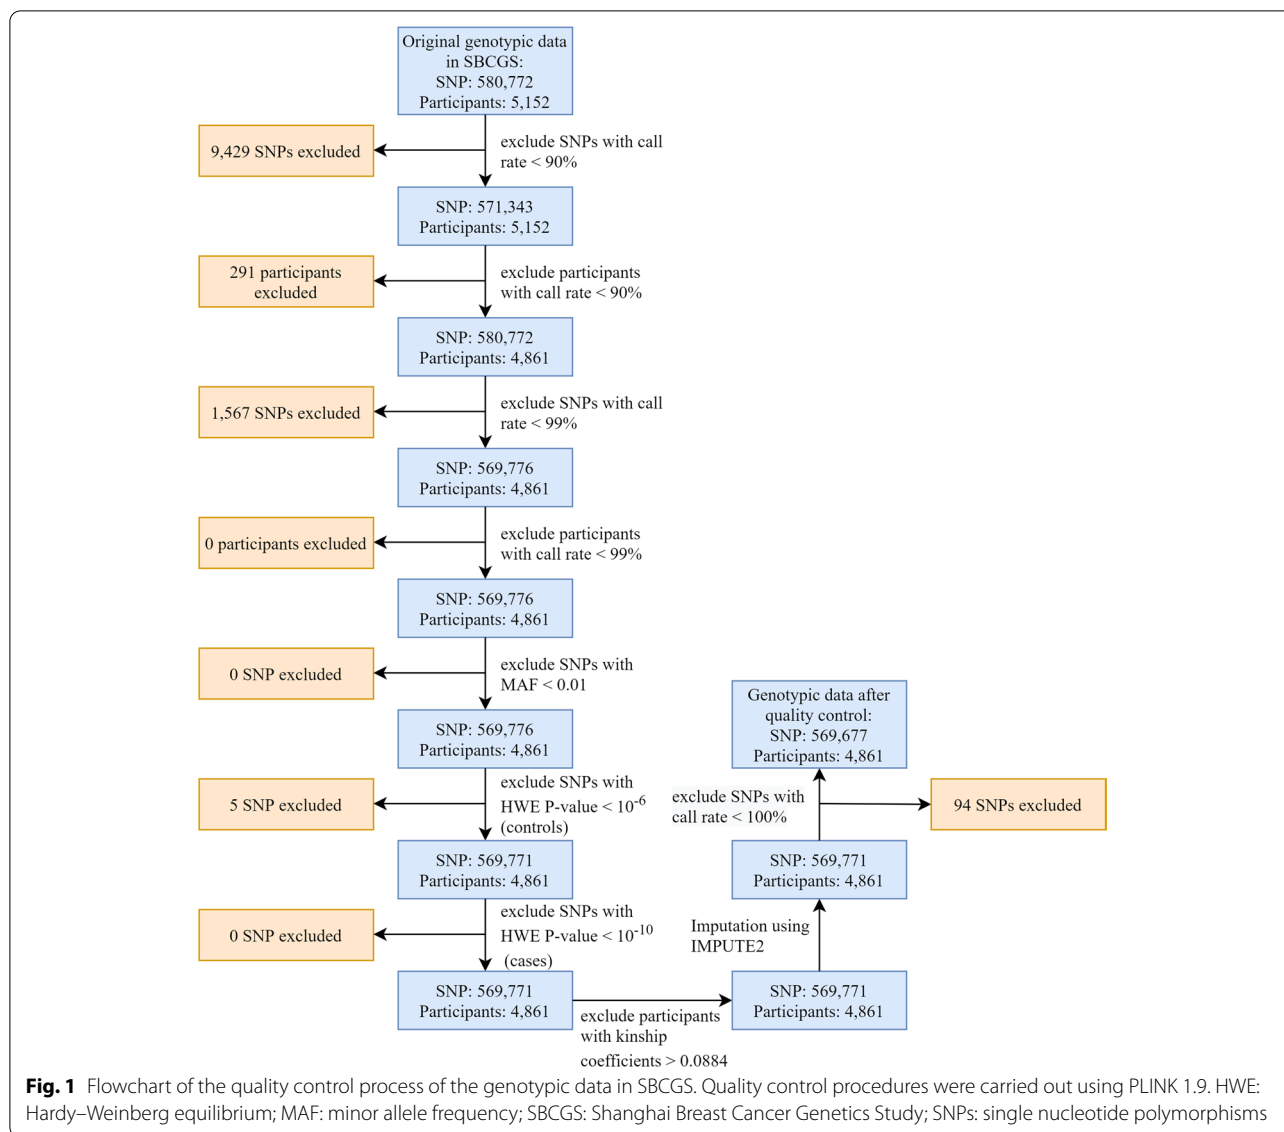 Original genotypic data
in SBCGS:
SNP: 580,772
Participants: 5,152
exclude SNPs with call
rate < 90%
9,429 SNPs excluded
SNP: 571,343
Participants: 5,152
exclude participants
with call rate < 90%
291 participants
excluded
SNP: 580,772
Participants: 4,861
exclude SNPs with call
rate < 99%
1,567 SNPs excluded
SNP: 569,776
Participants: 4,861
exclude participants
with call rate < 99%
0 participants excluded
SNP: 569,776
Participants: 4,861
exclude SNPs with
MAF < 0.01
0 SNP excluded
SNP: 569,776
Participants: 4,861
exclude SNPs with
HWE P-value < 10^-6
(controls)
5 SNP excluded
SNP: 569,771
Participants: 4,861
exclude SNPs with
HWE P-value < 10^-10
(cases)
0 SNP excluded
SNP: 569,771
Participants: 4,861
exclude participants
with kinship
coefficients > 0.0884
SNP: 569,771
Participants: 4,861
Imputation using
IMPUTE2
SNP: 569,771
Participants: 4,861
exclude SNPs with
call rate < 100%
94 SNPs excluded
Genotypic data after
quality control:
SNP: 569,677
Participants: 4,861
Fig. 1 Flowchart of the quality control process of the genotypic data in SBCGS. Quality control procedures were carried out using PLINK 1.9. HWE:
Hardy–Weinberg equilibrium; MAF: minor allele frequency; SBCGS: Shanghai Breast Cancer Genetics Study; SNPs: single nucleotide polymorphisms